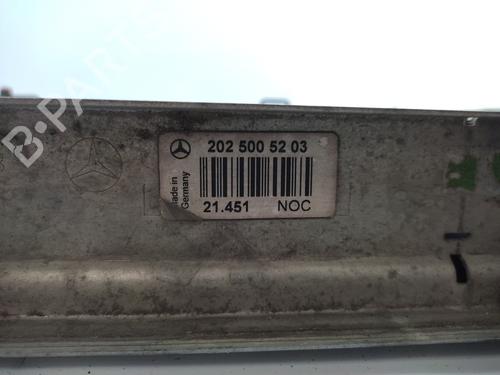 B-PARTS
202 500 52 03
Made in
Germany
21.451 NOC